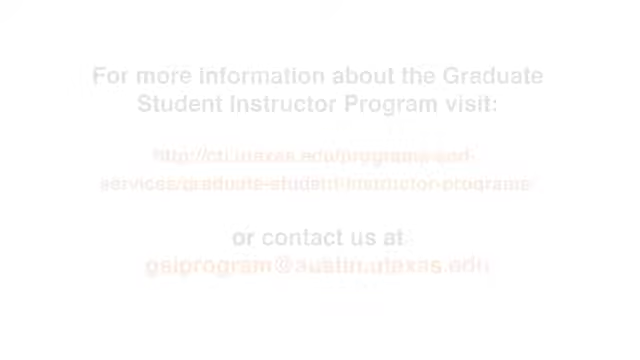 For more information about the Graduate
Student Instructor Program visit:
http://ctl.utexas.edu/programs-and-
services/graduate-student-instructor-programs
or contact us at
gsiprogram@austin.utexas.edu